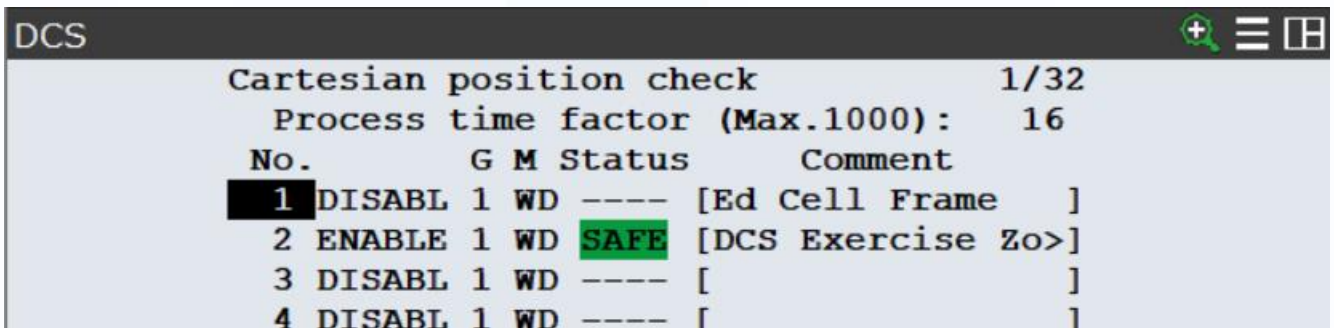 DCS
Cartesian position check 1/32
Process time factor (Max.1000): 16
No. G M Status Comment
1 DISABL 1 WD ---- [Ed Cell Frame ]
2 ENABLE 1 WD SAFE [DCS Exercise Zo>]
3 DISABL 1 WD ---- [ ]
4 DISABL 1 WD ---- [ ]